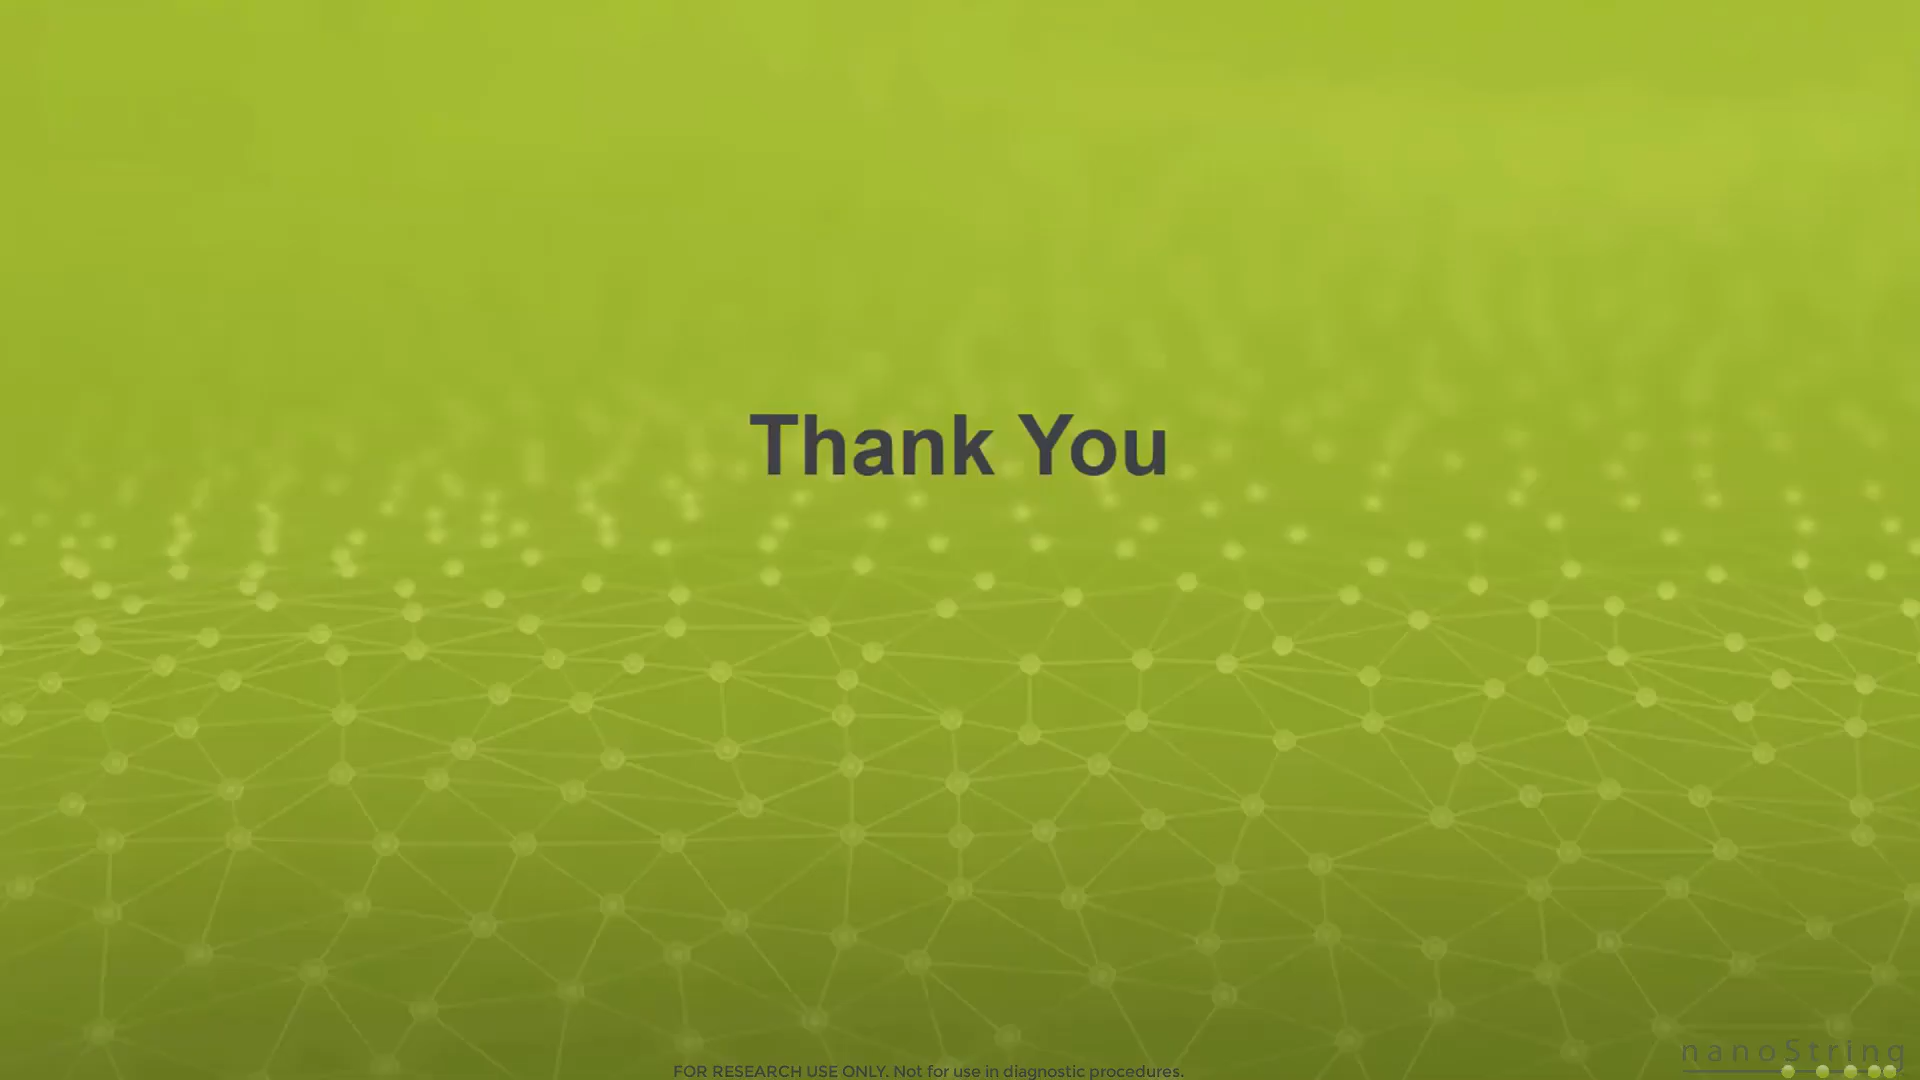 Thank You
FOR RESEARCH USE ONLY. Not for use in diagnostic procedures.
nanoString